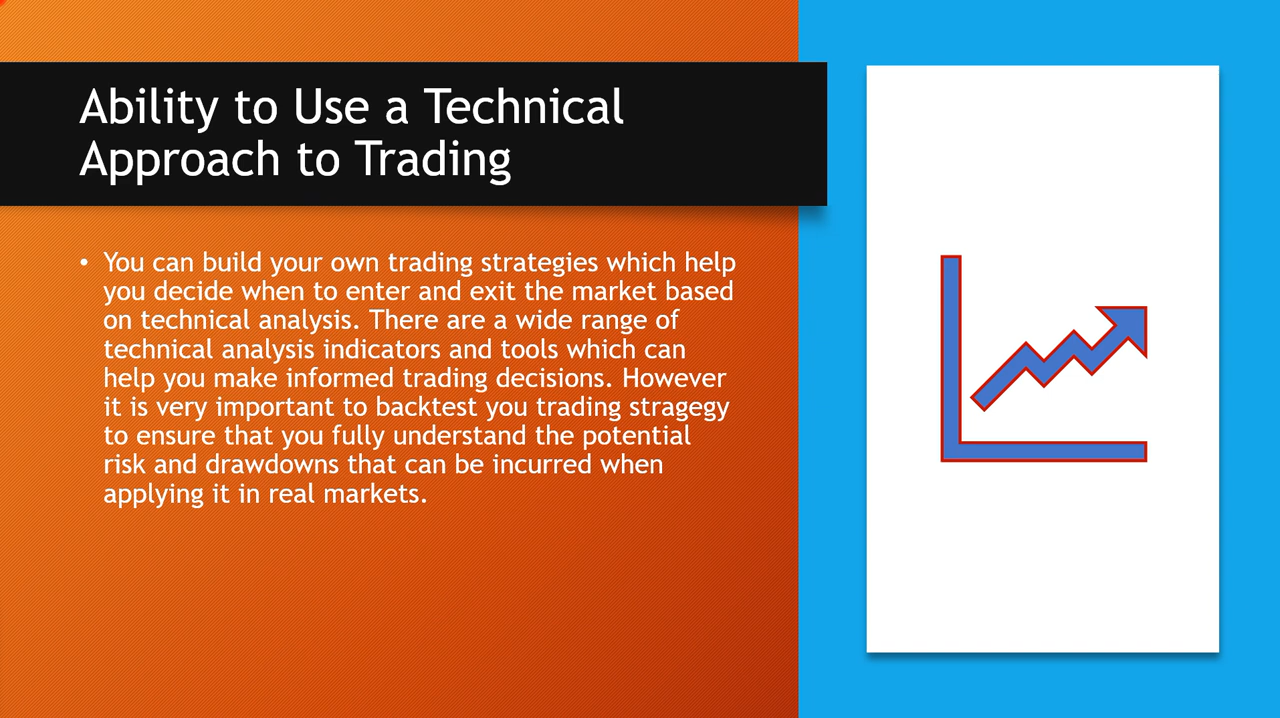 Ability to Use a Technical
Approach to Trading
• You can build your own trading strategies which help
you decide when to enter and exit the market based
on technical analysis. There are a wide range of
technical analysis indicators and tools which can
help you make informed trading decisions. However
it is very important to backtest you trading stragegy
to ensure that you fully understand the potential
risk and drawdowns that can be incurred when
applying it in real markets.